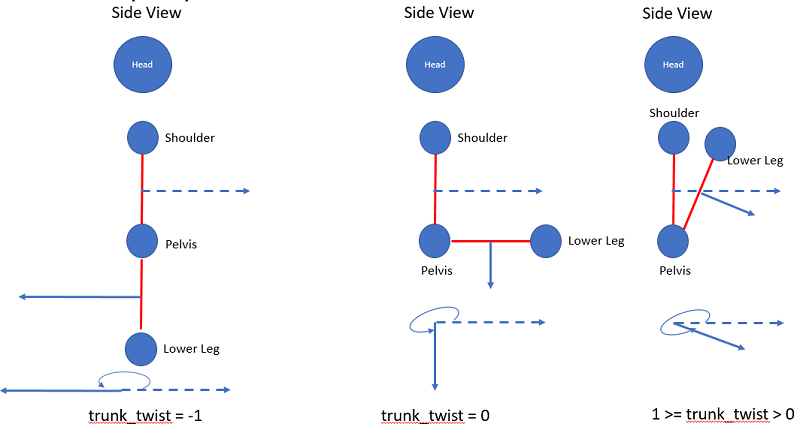 Side View
Head
Shoulder
Pelvis
Lower Leg
trunk_twist = -1
Side View
Head
Shoulder
Lower Leg
Pelvis
trunk_twist = 0
Side View
Head
Shoulder
Lower Leg
Pelvis
1 >= trunk_twist > 0